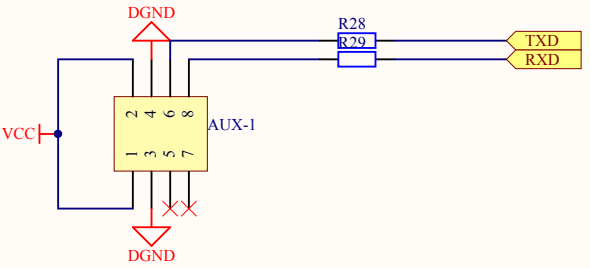 DGND
R28
TXD
R29
RXD
2 4 6 8
AUX-1
VCC
1 3 5 7
DGND